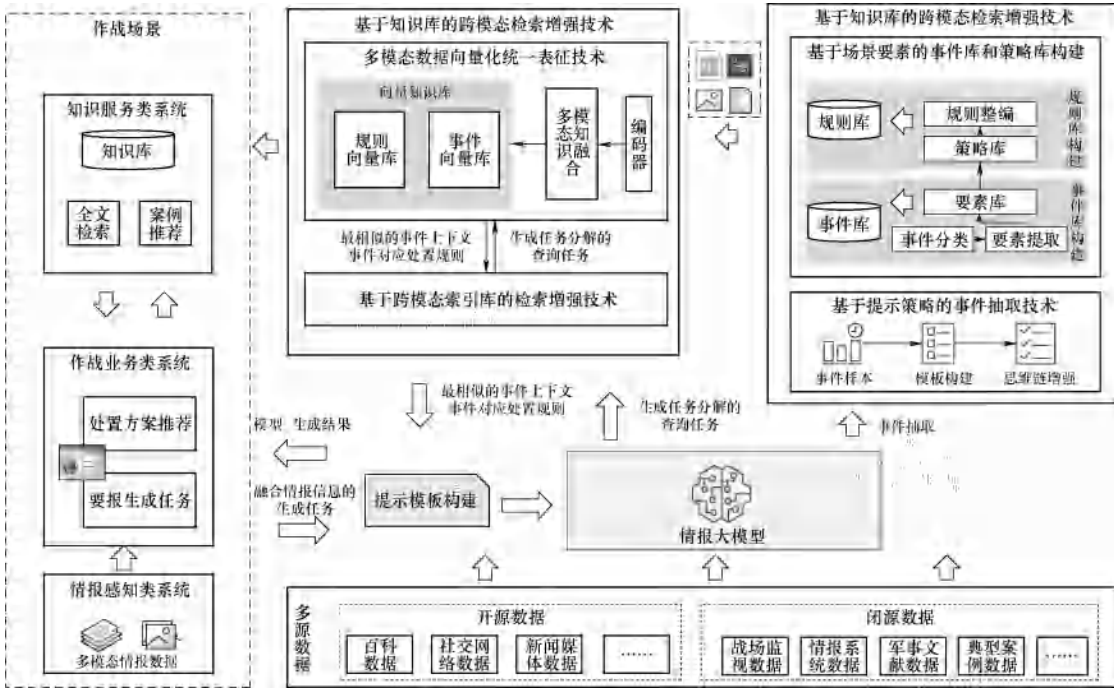 作战场景
知识服务类系统
知识库
全文
检索
案例
推荐
作战业务类系统
处置方案推荐
要报生成任务
情报感知类系统
多模态情报数据
基于知识库的跨模态检索增强技术
多模态数据向量化统一表征技术
向量知识库
规则
向量库
事件
向量库
多模
态知
识融
合
编
码
器
最相似的事件上下文
事件对应处置规则
生成任务分解的
查询任务
基于跨模态索引库的检索增强技术
基于知识库的跨模态检索增强技术
基于场景要素的事件库和策略库构建
规则库
规则整编
策略库
规则库构建
事件库
要素库
事件分类
要素提取
事件库构建
基于提示策略的事件抽取技术
事件样本
模板构建
思维链增强
最相似的事件上下文
事件对应处置规则
生成任务分解的
查询任务
事件抽取
模型 生成结果
融合情报信息的
生成任务
提示模板构建
情报大模型
多源数据
开源数据
百科
数据
社交网
络数据
新闻媒
体数据
……
闭源数据
战场监
视数据
情报系
统数据
军事文
献数据
典型案
例数据
……